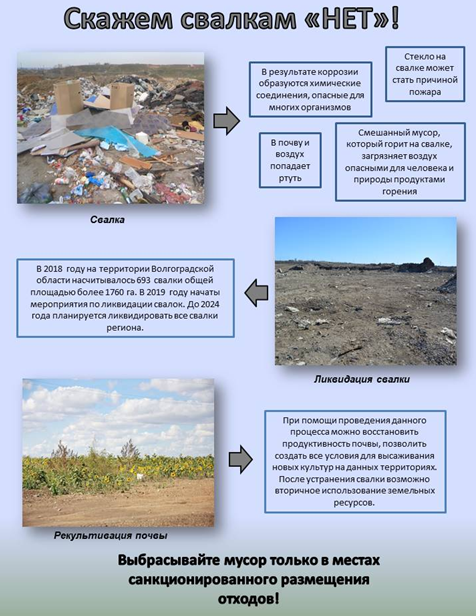 Скажем свалкам «НЕТ»!
В результате коррозии
образуются химические
соединения, опасные для
многих организмов
Стекло на
свалке может
стать причиной
пожара
В почву и
воздух
попадает
ртуть
Смешанный мусор,
который горит на свалке,
загрязняет воздух
опасными для человека и
природы продуктами
горения
Свалка
В 2018 году на территории Волгоградской
области насчитывалось 693 свалки общей
площадью более 1760 га. В 2019 году начаты
мероприятия по ликвидации свалок. До 2024
года планируется ликвидировать все свалки
региона.
Ликвидация свалки
При помощи проведения данного
процесса можно восстановить
продуктивность почвы, позволить
создать все условия для высаживания
новых культур на данных территориях.
После устранения свалки возможно
вторичное использование земельных
ресурсов.
Рекультивация почвы
Выбрасывайте мусор только в местах
санкционированного размещения
отходов!